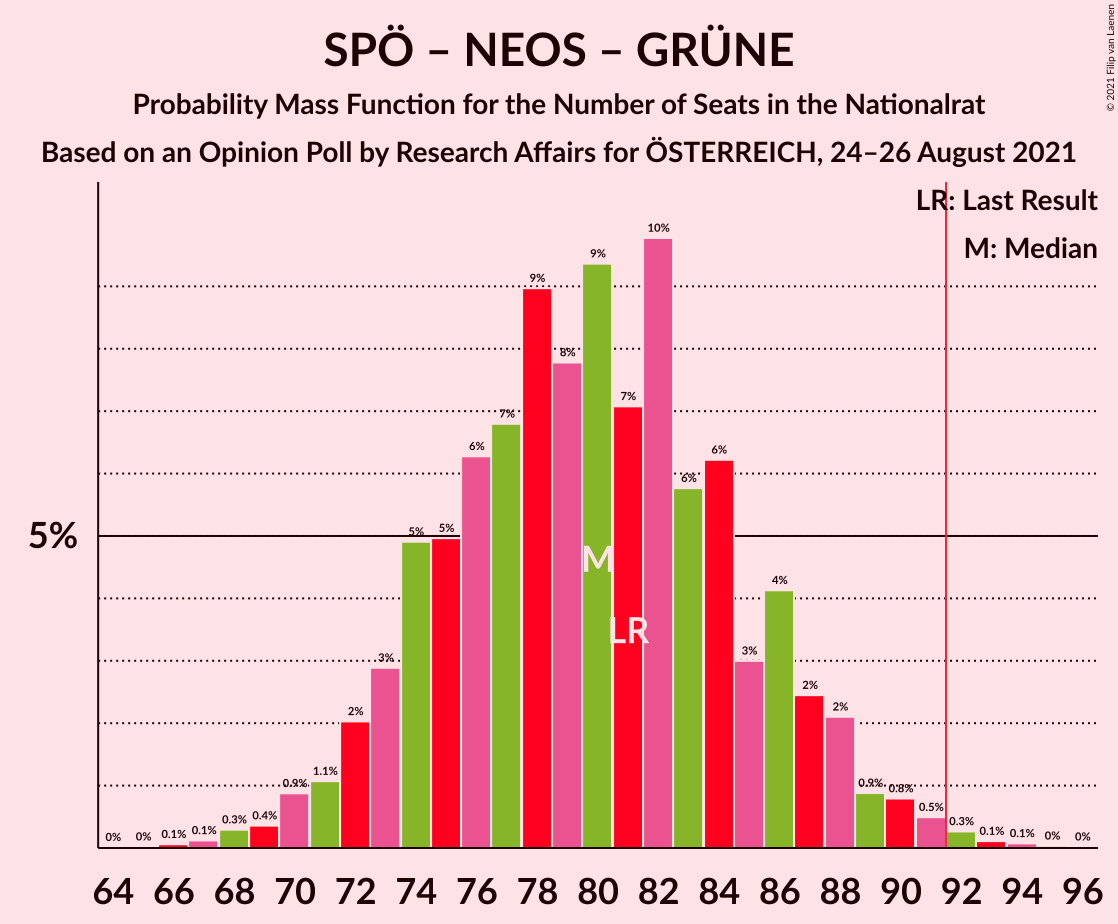 SPÖ – NEOS – GRÜNE
Probability Mass Function for the Number of Seats in the Nationalrat
Based on an Opinion Poll by Research Affairs for ÖSTERREICH, 24–26 August 2021
© 2021 Filip van Laenen
LR: Last Result
M: Median
5%
0% 0% 0.1% 0.1% 0.3% 0.4% 0.9% 1.1% 2% 3% 5% 5% 6% 7% 9% 8% 9% 7% 10% 6% 6% 3% 4% 2% 2% 0.9% 0.8% 0.5% 0.3% 0.1% 0.1% 0% 0%
M
LR
64 66 68 70 72 74 76 78 80 82 84 86 88 90 92 94 96